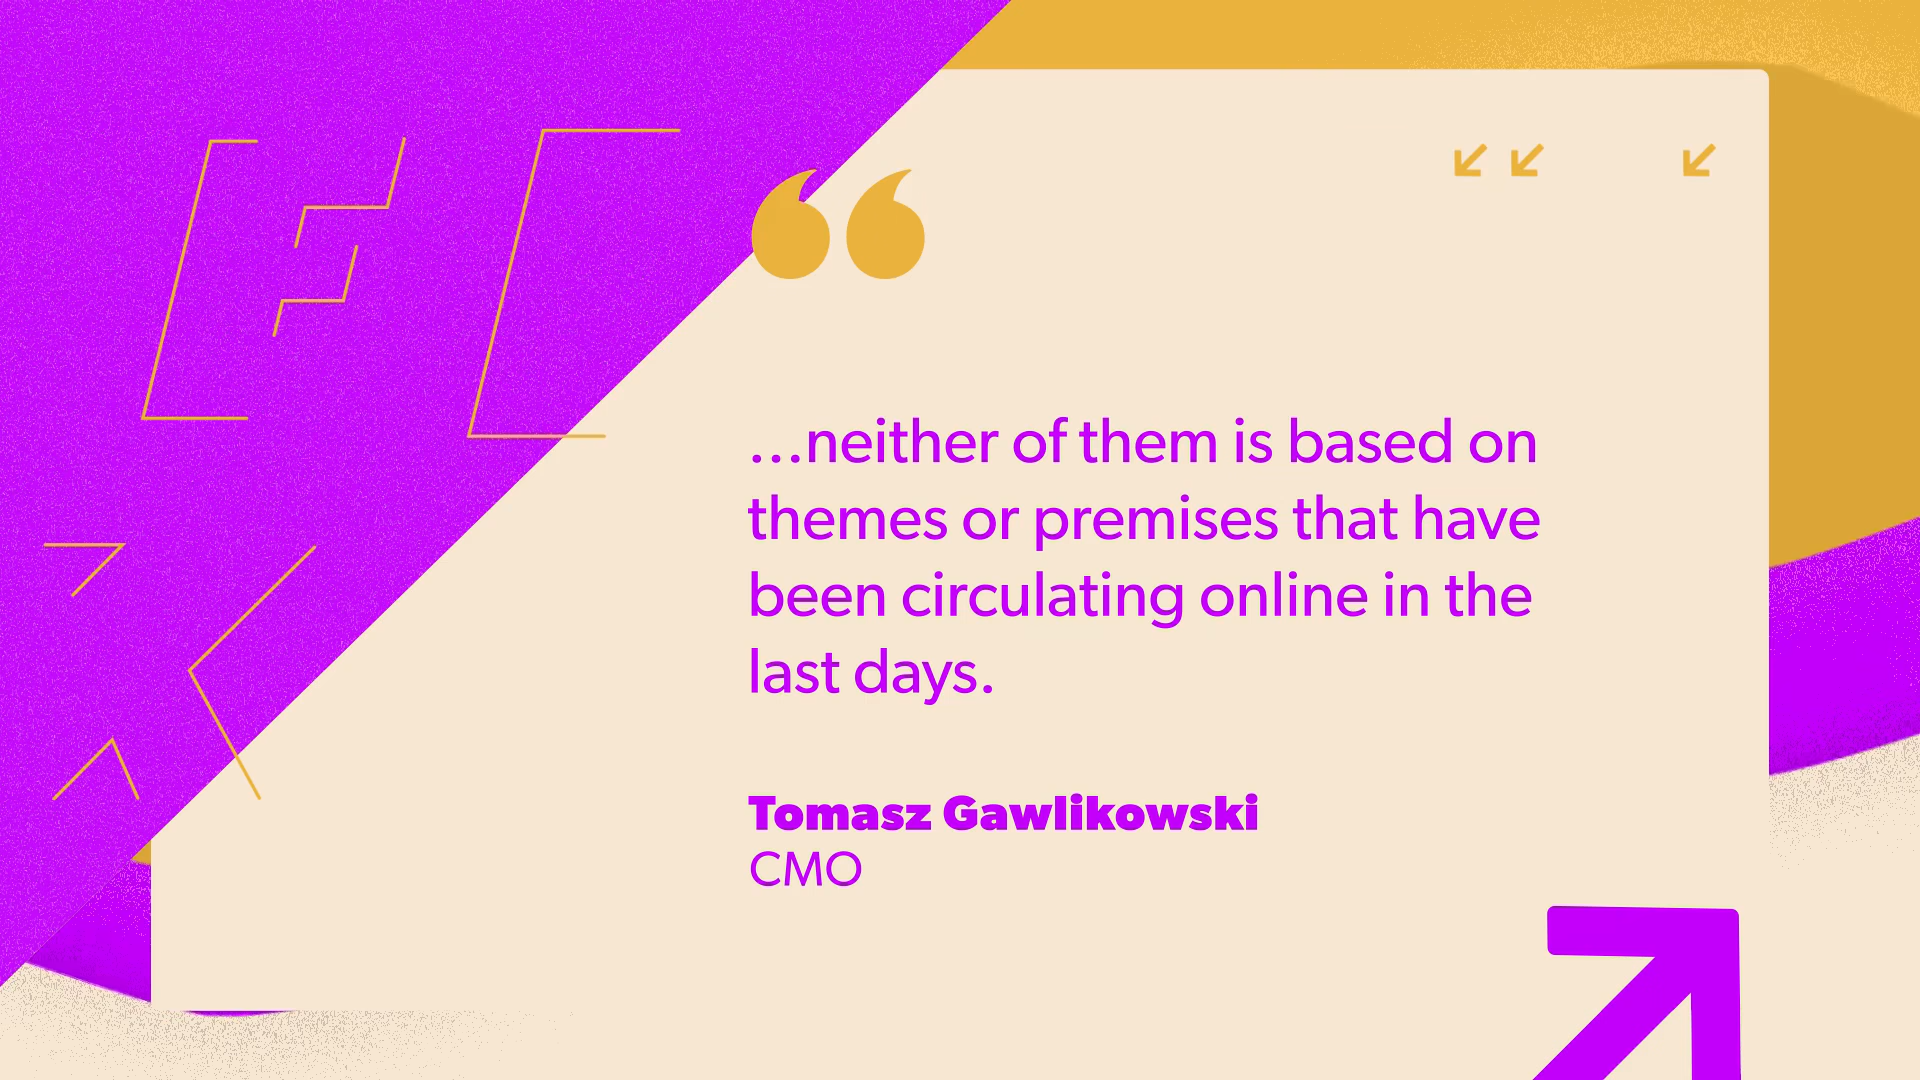 …neither of them is based on
themes or premises that have
been circulating online in the
last days.
Tomasz Gawlikowski
CMO